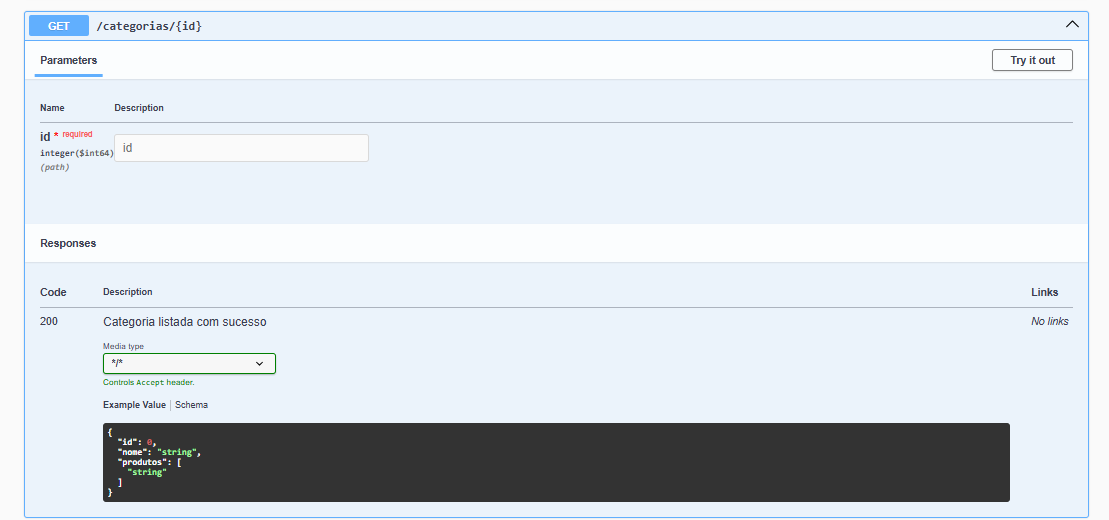 GET /categorias/{id}
Parameters Try it out
Name Description
id * required
integer($int64)
(path)
id
Responses
Code Description Links
200 Categoria listada com sucesso No links
Media type
*/*
Controls Accept header.
Example Value Schema
{
"id": 0,
"nome": "string",
"produtos": [
"string"
]
}